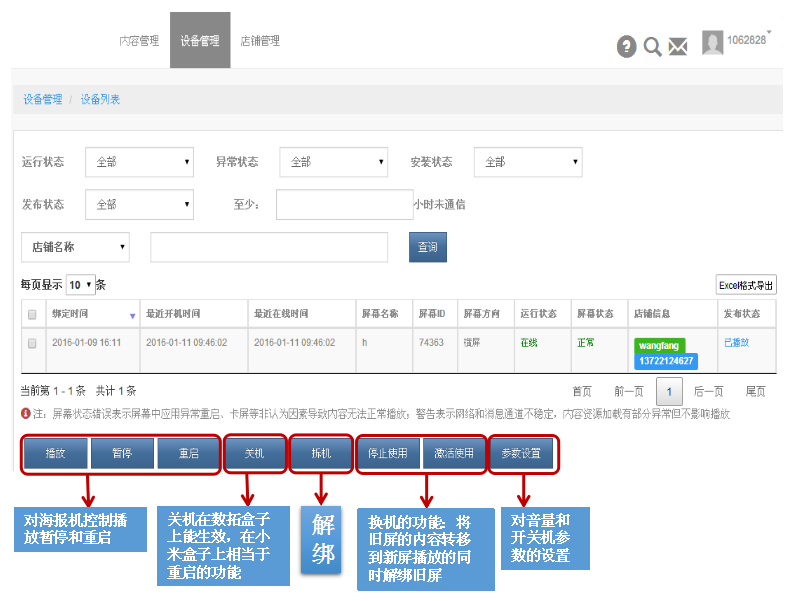 内容管理 设备管理 店铺管理 1062828
设备管理 / 设备列表
运行状态 全部 异常状态 全部 安装状态 全部
发布状态 全部 至少： 小时未通信
店铺名称 查询
每页显示 10 条 Excel格式导出
绑定时间 最近开机时间 最近在线时间 屏幕名称 屏幕ID 屏幕方向 运行状态 屏幕状态 店铺信息 发布状态
2016-01-09 16:11 2016-01-11 09:46:02 2016-01-11 09:46:02 h 74363 横屏 在线 正常 wangfang 已播放
13722124627
当前第 1 - 1 条 共计 1 条 首页 前一页 1 后一页 尾页
注：屏幕状态错误表示屏幕中应用异常重启、卡屏等非认为因素导致内容无法正常播放；警告表示网络和消息通道不稳定，内容资源加载有部分异常但不影响播放
播放 暂停 重启 关机 拆机 停止使用 激活使用 参数设置
对海报机控制播
放暂停和重启
关机在数拓盒子
上能生效，在小
米盒子上相当于
重启的功能
解
绑
换机的功能：将
旧屏的内容转移
到新屏播放的同
时解绑旧屏
对音量和
开关机参
数的设置